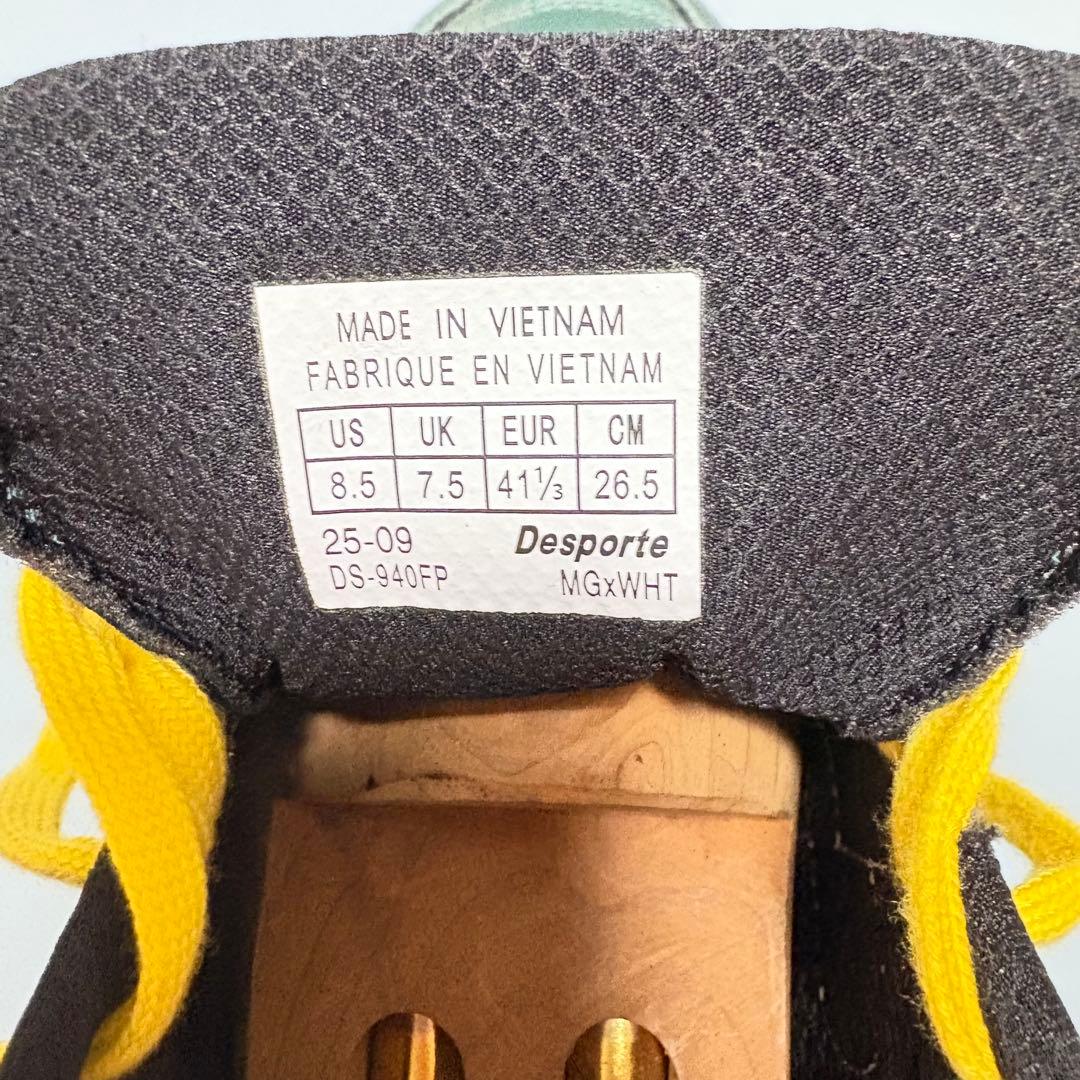 MADE IN VIETNAM
FABRIQUE EN VIETNAM
US UK EUR CM
8.5 7.5 41⅓ 26.5
25-09 Desporte
DS-940FP MGxWHT